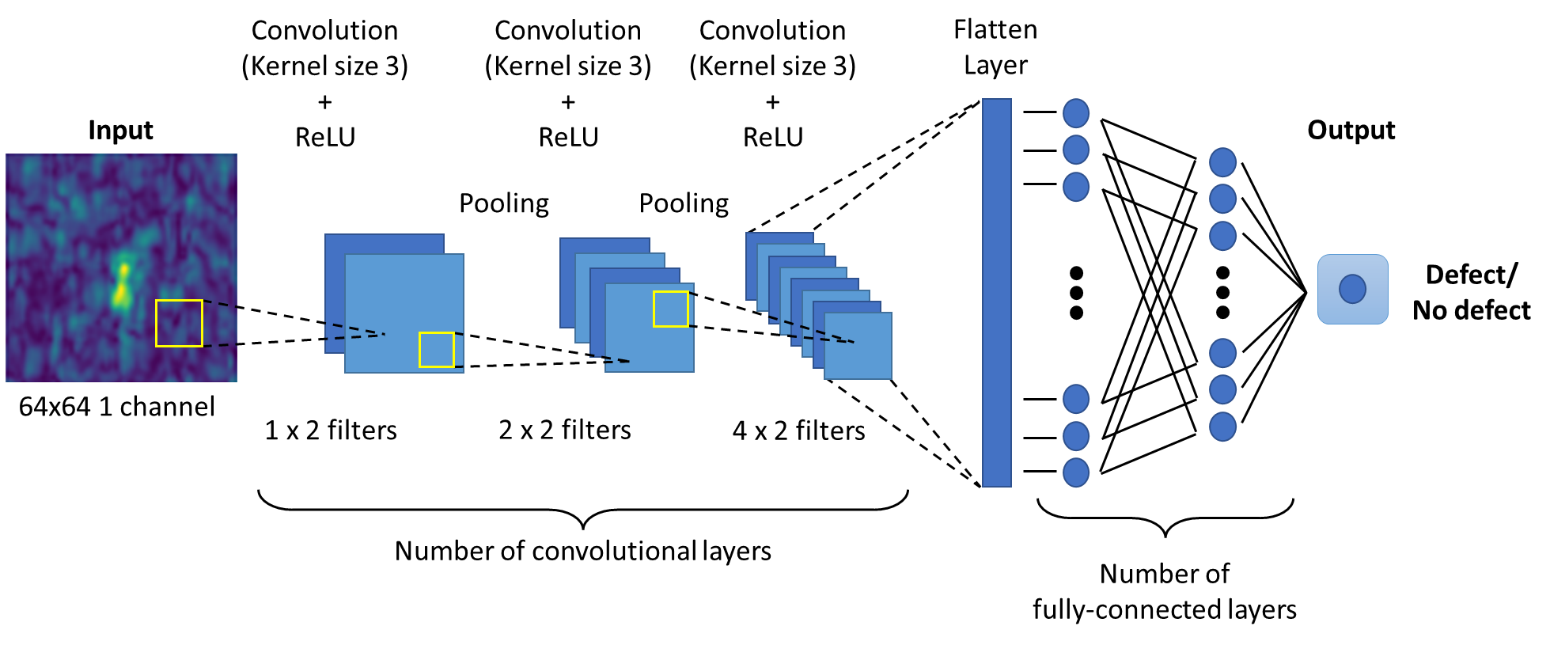 Input
64x64 1 channel
Convolution
(Kernel size 3)
+
ReLU
1 x 2 filters
Pooling
Convolution
(Kernel size 3)
+
ReLU
2 x 2 filters
Pooling
Convolution
(Kernel size 3)
+
ReLU
4 x 2 filters
Number of convolutional layers
Flatten
Layer
Number of
fully-connected layers
Output
Defect/
No defect